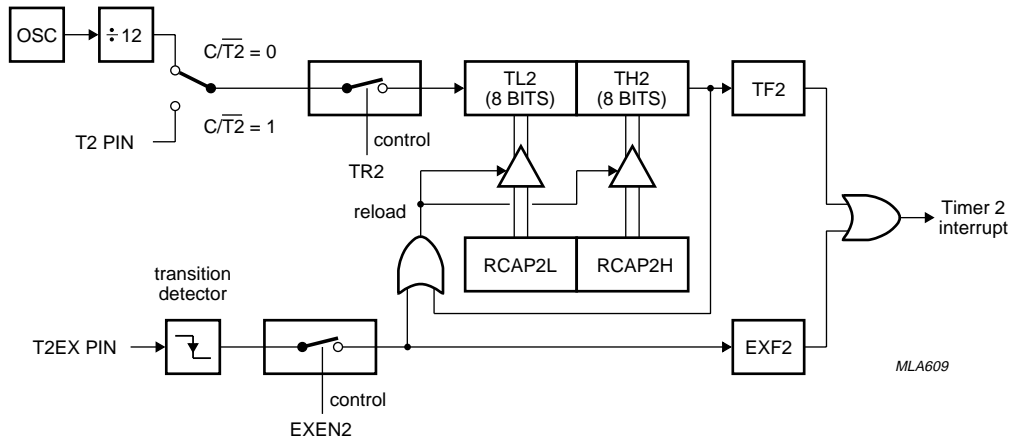 OSC
÷12
C/T2̅ = 0
C/T2̅ = 1
T2 PIN
control
TR2
TL2
(8 BITS)
TH2
(8 BITS)
TF2
reload
RCAP2L
RCAP2H
Timer 2
interrupt
transition
detector
T2EX PIN
control
EXEN2
EXF2
MLA609